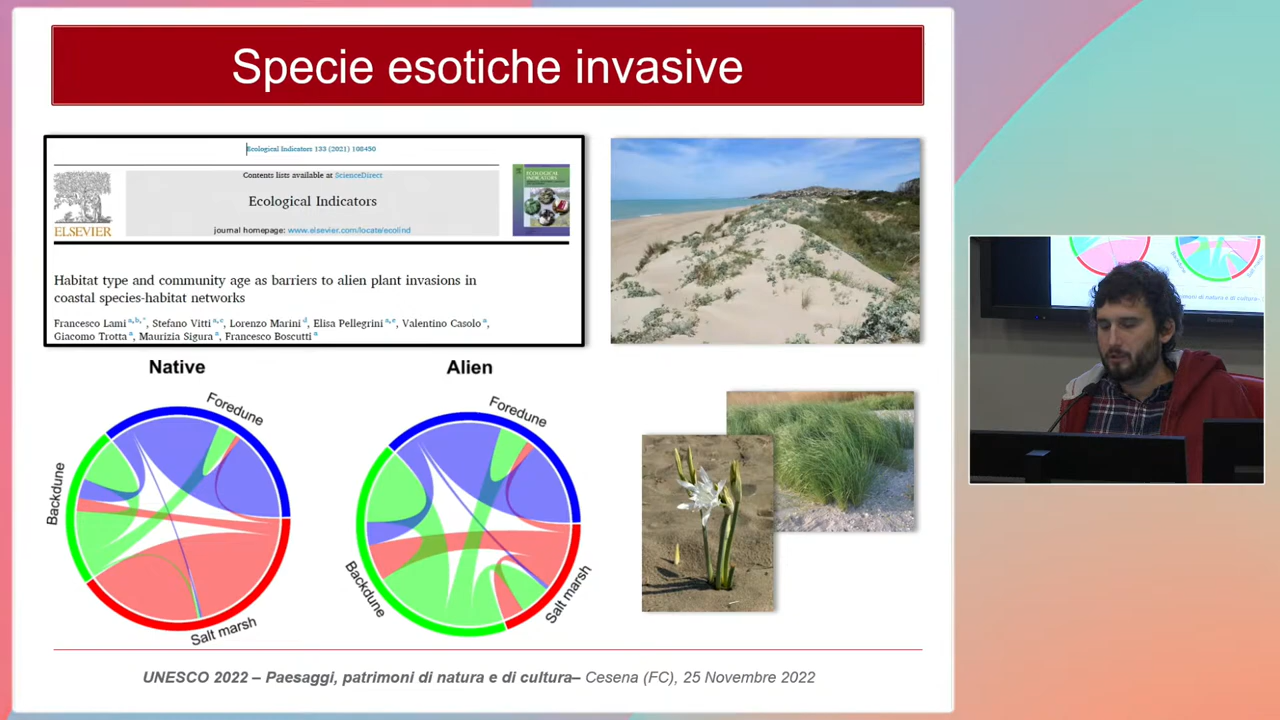 Specie esotiche invasive
Ecological Indicators 133 (2021) 108450
Contents lists available at ScienceDirect
Ecological Indicators
journal homepage: www.elsevier.com/locate/ecolind
ELSEVIER
ECOLOGICAL
INDICATORS
Habitat type and community age as barriers to alien plant invasions in
coastal species-habitat networks
Francesco Lami a,b,*, Stefano Vitti a,c, Lorenzo Marini d, Elisa Pellegrini a,e, Valentino Casolo a,
Giacomo Trotta a, Maurizia Sigura a, Francesco Boscutti a
Native
Alien
Foredune
Backdune
Salt marsh
Foredune
Backdune
Salt marsh
UNESCO 2022 – Paesaggi, patrimoni di natura e di cultura– Cesena (FC), 25 Novembre 2022